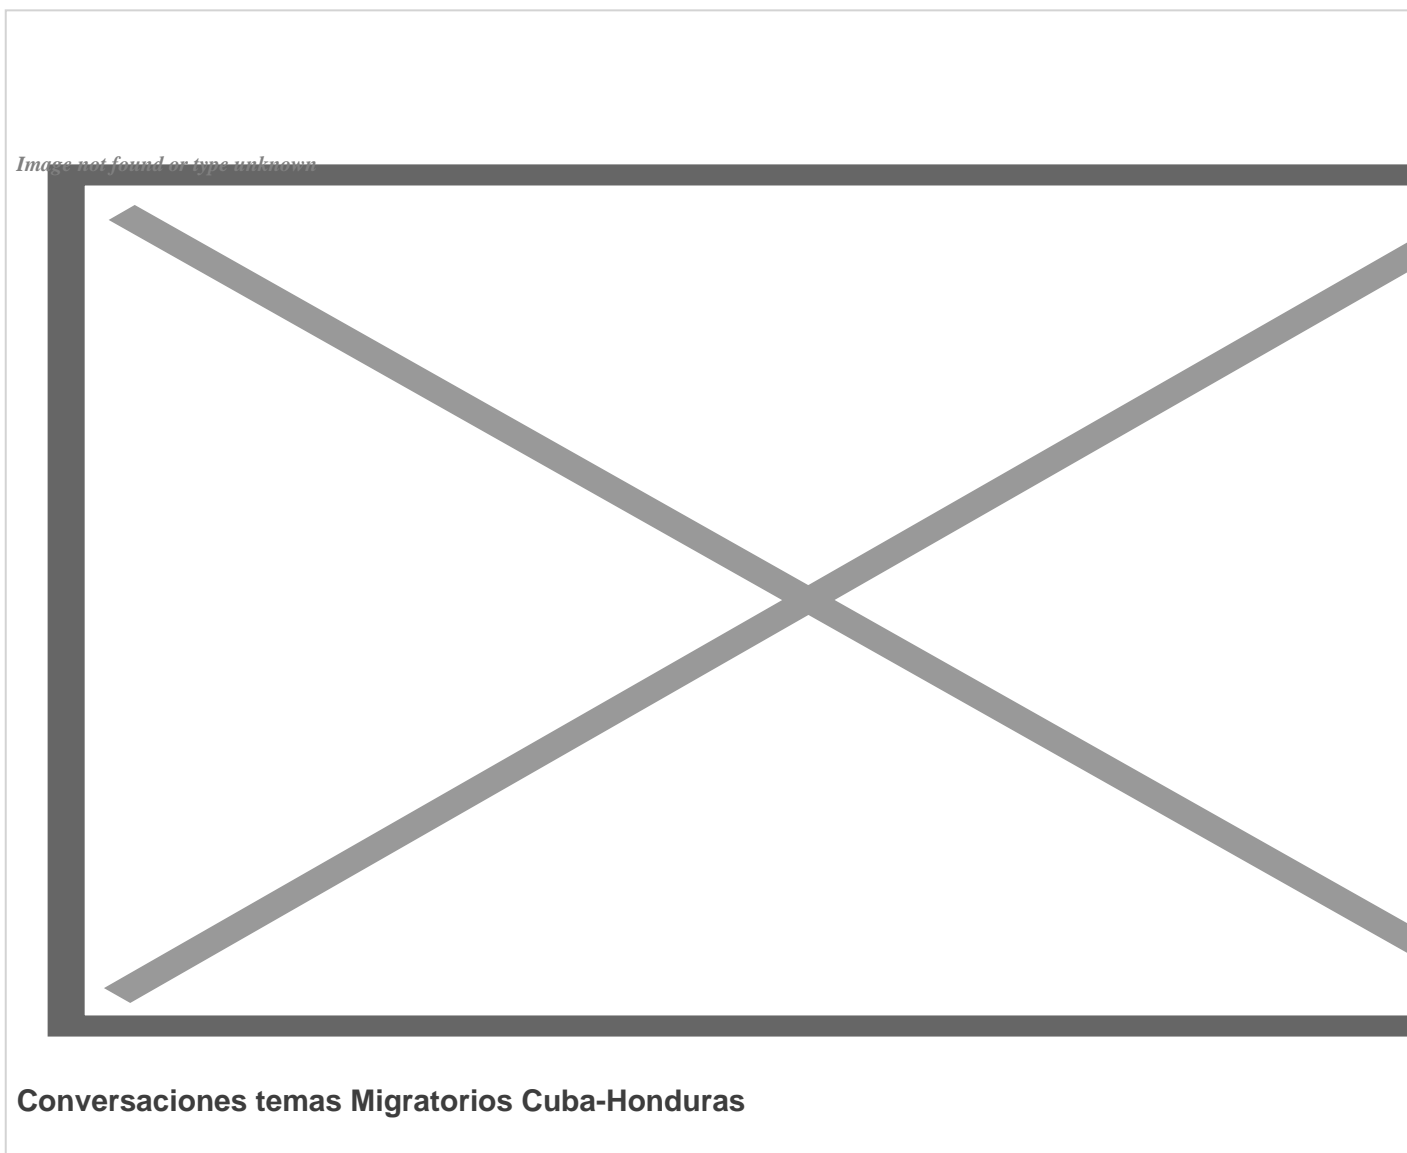 Image not found or type unknown
Conversaciones temas Migratorios Cuba-Honduras